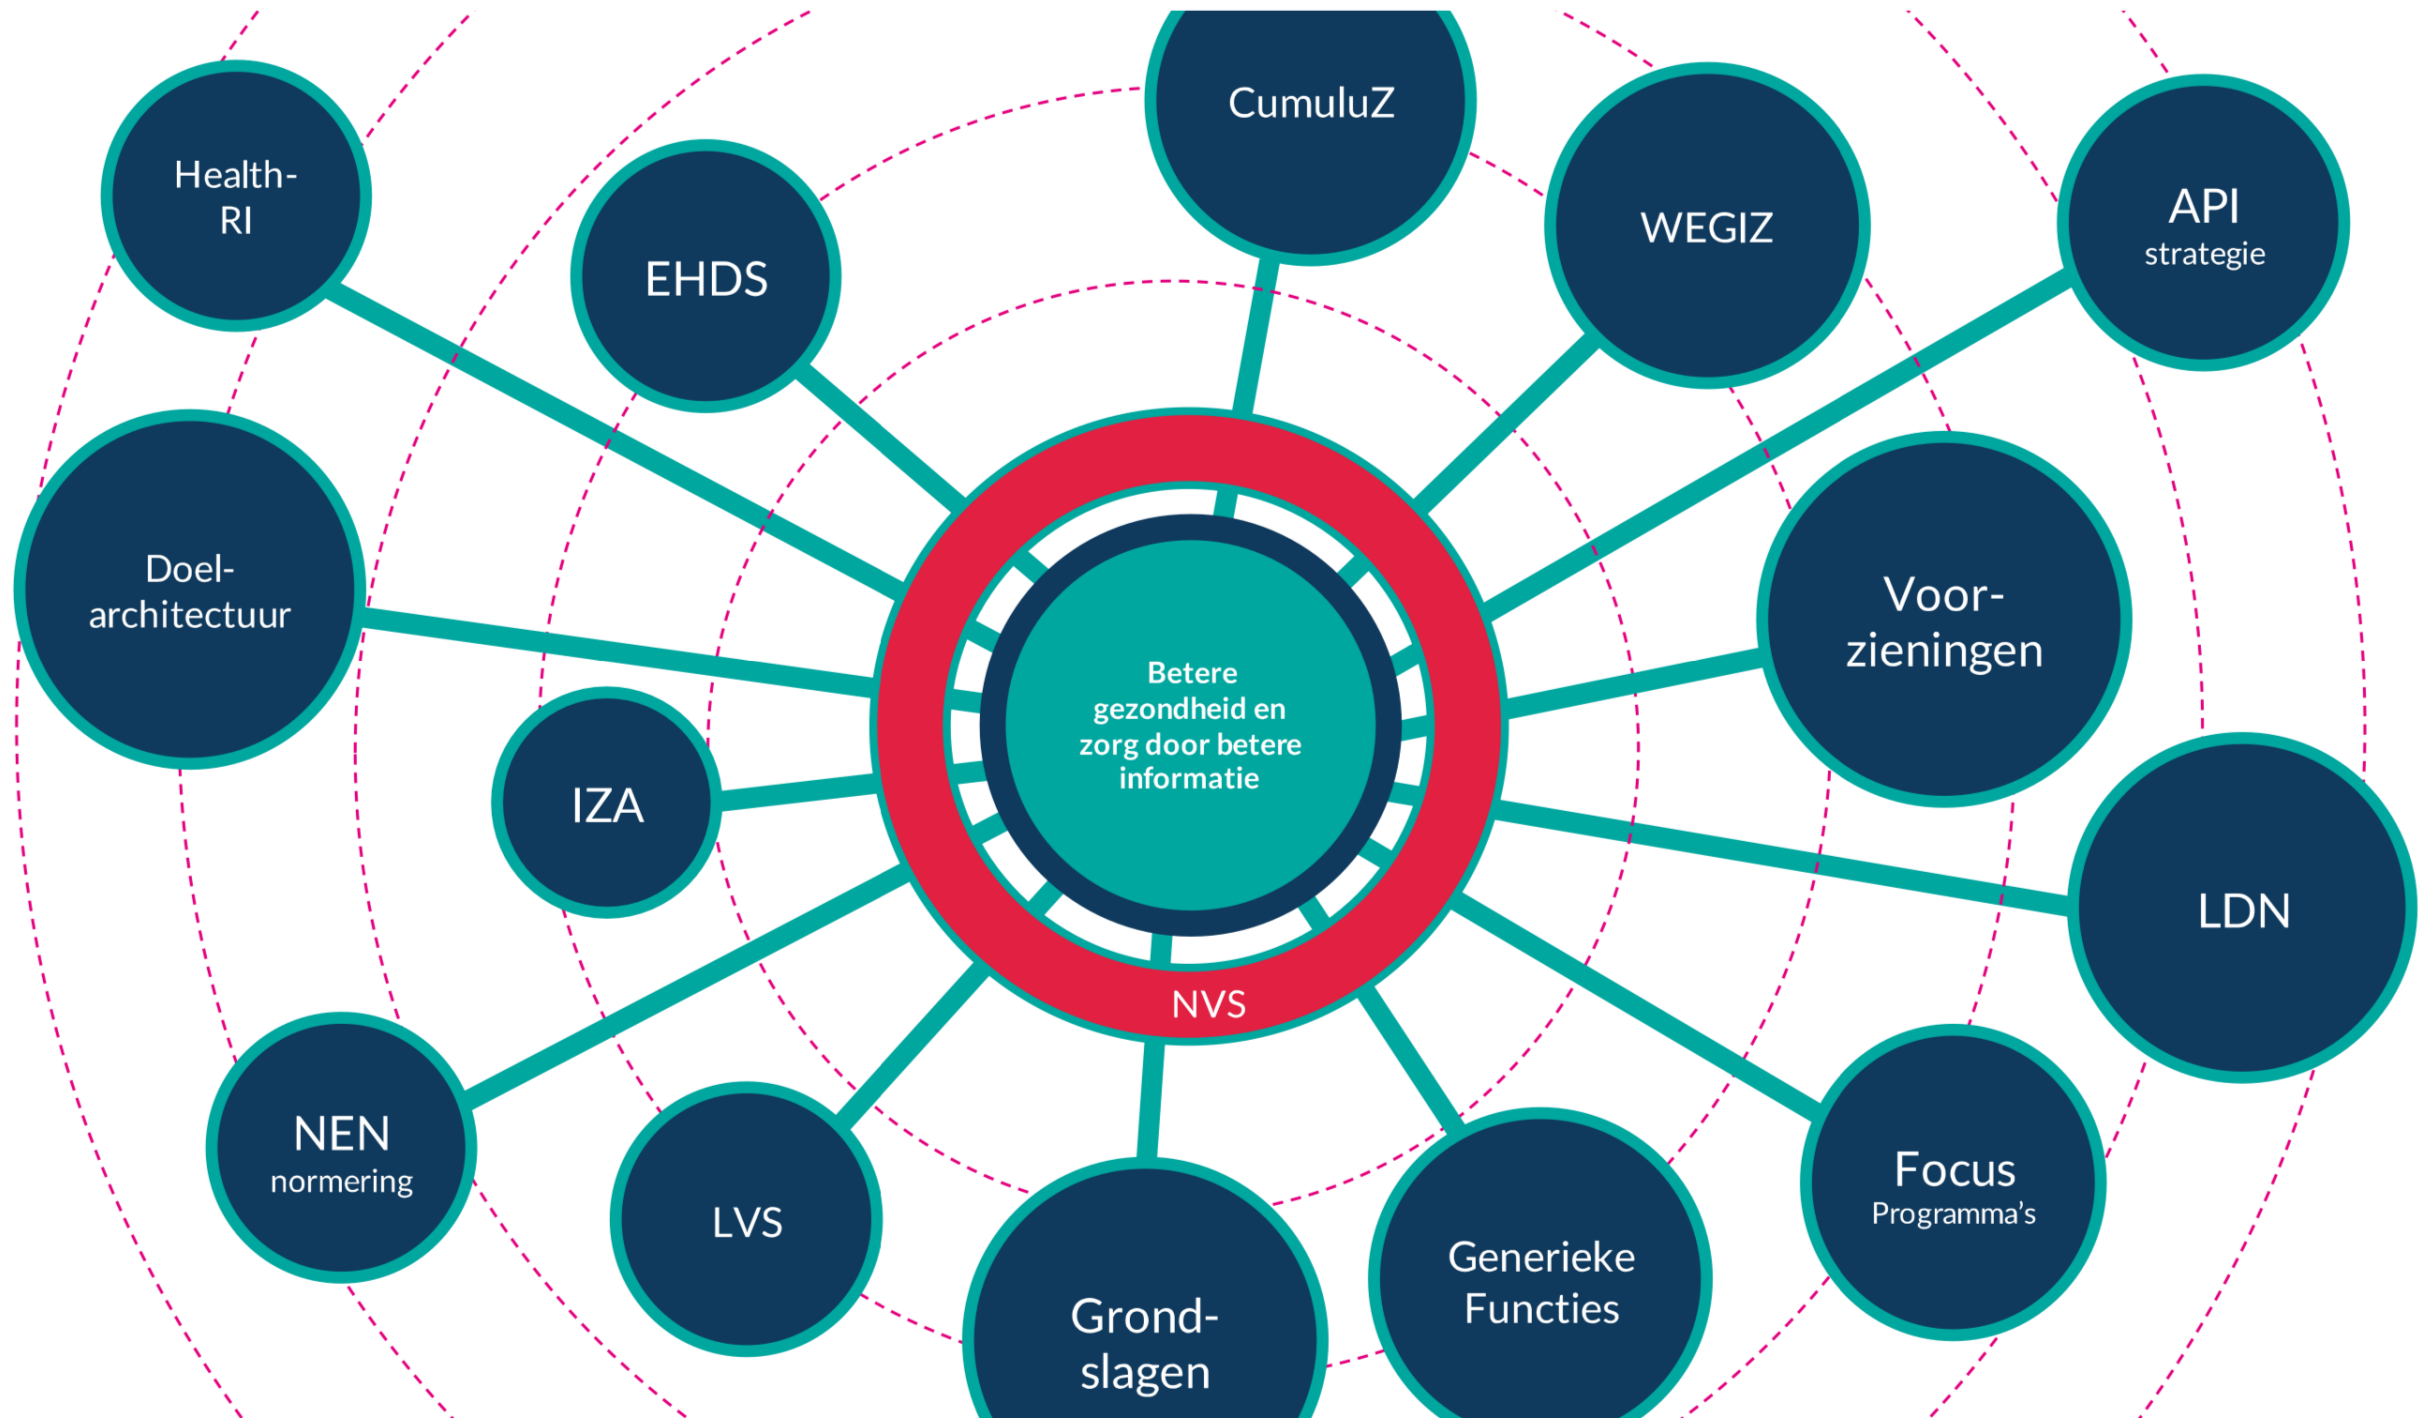 CumuluZ
Health-
RI
WEGIZ
API
strategie
EHDS
Doel-
architectuur
Voor-
zieningen
Betere
gezondheid en
zorg door betere
informatie
IZA
LDN
NVS
NEN
normering
Focus
Programma's
LVS
Generieke
Functies
Grond-
slagen